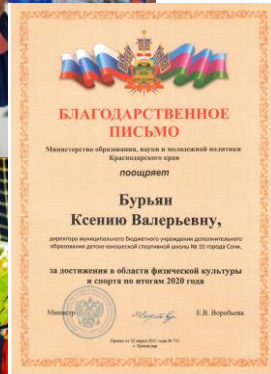 БЛАГОДАРСТВЕННОЕ
ПИСЬМО
Министерство образования, науки и молодежной политики
Краснодарского края
поощряет
Бурьян
Ксению Валерьевну,
директора муниципального бюджетного учреждения дополнительного
образования детско-юношеской спортивной школы № 10 города Сочи,
за достижения в области физической культуры
и спорта по итогам 2020 года
Министр
Е.В. Воробьева
г. Краснодар